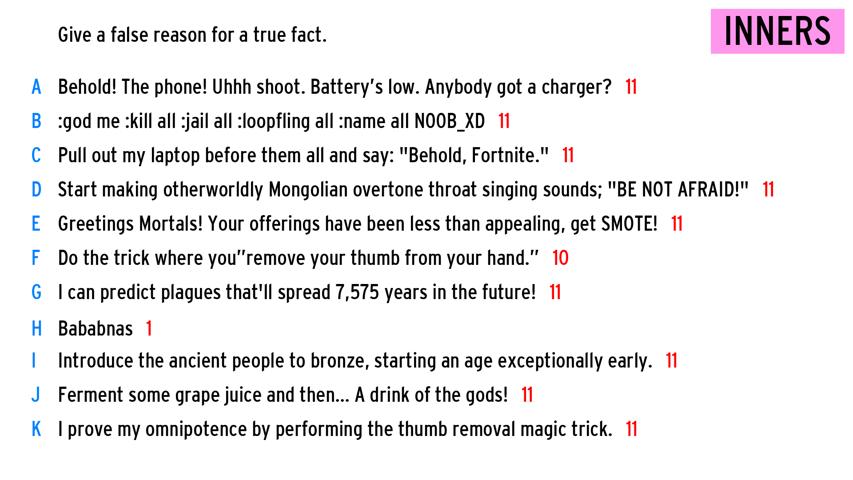 Give a false reason for a true fact.
INNERS
A Behold! The phone! Uhhh shoot. Battery's low. Anybody got a charger? 11
B :god me :kill all :jail all :loopfling all :name all N00B_XD 11
C Pull out my laptop before them all and say: "Behold, Fortnite." 11
D Start making otherworldly Mongolian overtone throat singing sounds; "BE NOT AFRAID!" 11
E Greetings Mortals! Your offerings have been less than appealing, get SMOTE! 11
F Do the trick where you”remove your thumb from your hand.” 10
G I can predict plagues that'll spread 7,575 years in the future! 11
H Bababnas 1
I Introduce the ancient people to bronze, starting an age exceptionally early. 11
J Ferment some grape juice and then... A drink of the gods! 11
K I prove my omnipotence by performing the thumb removal magic trick. 11